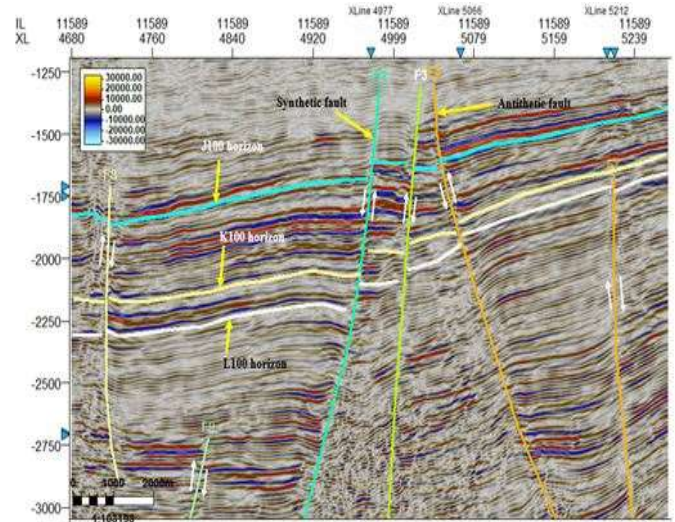 XLine 4977 XLine 5066 XLine 5212
IL 11589 11589 11589 11589 11589 11589 11589 11589
XL 4680 4760 4840 4920 4999 5079 5159 5239
-1250
30000.00
20000.00
10000.00
0.00
-10000.00
-20000.00
-30000.00
F3
Synthetic fault
Antithetic fault
-1500
J100 horizon
-1750
K100 horizon
-2000
-2250
L100 horizon
-2500
-2750
0 1000 2000m
-3000
1:103198